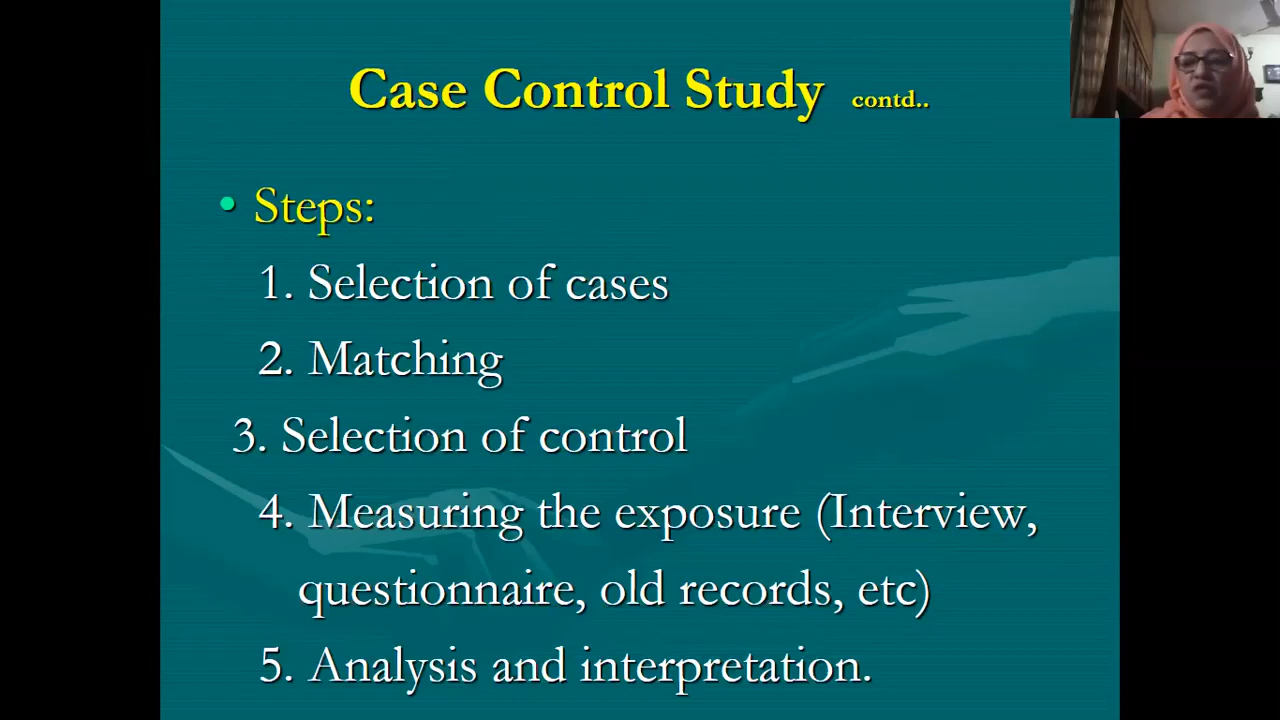 Case Control Study contd..
• Steps:
1. Selection of cases
2. Matching
3. Selection of control
4. Measuring the exposure (Interview,
questionnaire, old records, etc)
5. Analysis and interpretation.